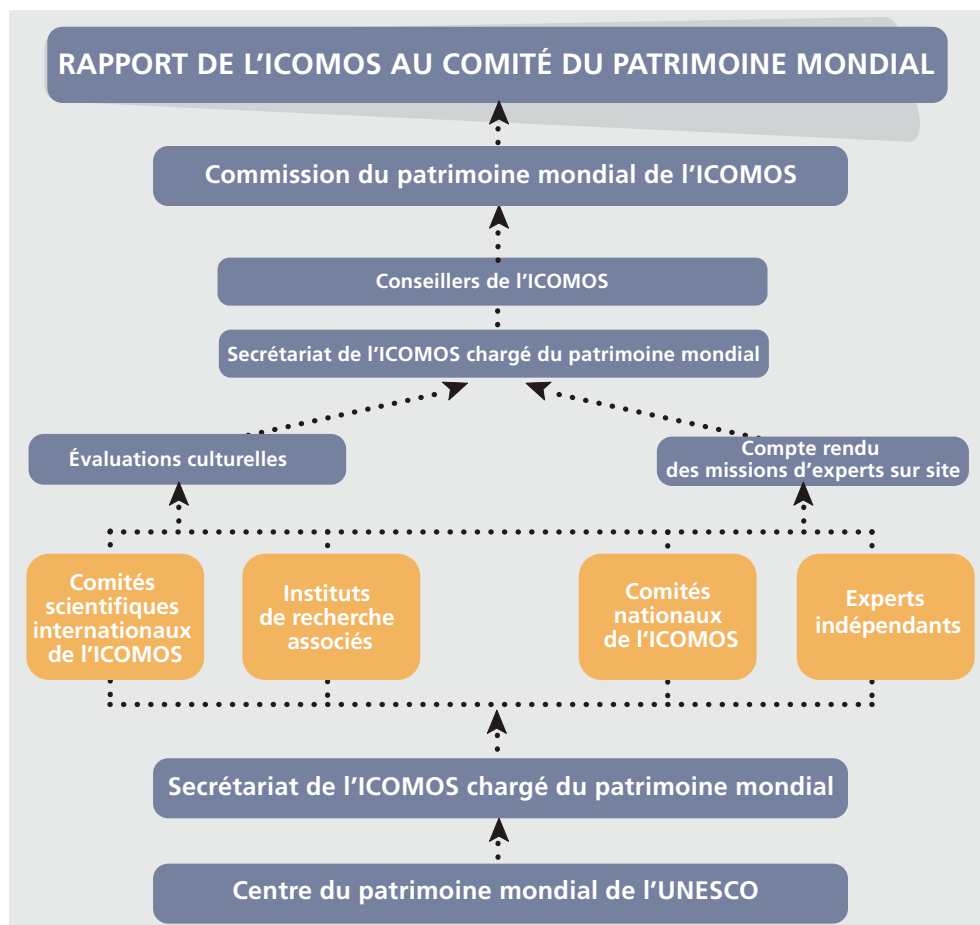 RAPPORT DE L'ICOMOS AU COMITÉ DU PATRIMOINE MONDIAL
Commission du patrimoine mondial de l'ICOMOS
Conseillers de l'ICOMOS
Secrétariat de l'ICOMOS chargé du patrimoine mondial
Évaluations culturelles
Compte rendu
des missions d'experts sur site
Comités
scientifiques
internationaux
de l'ICOMOS
Instituts
de recherche
associés
Comités
nationaux
de l'ICOMOS
Experts
indépendants
Secrétariat de l'ICOMOS chargé du patrimoine mondial
Centre du patrimoine mondial de l'UNESCO